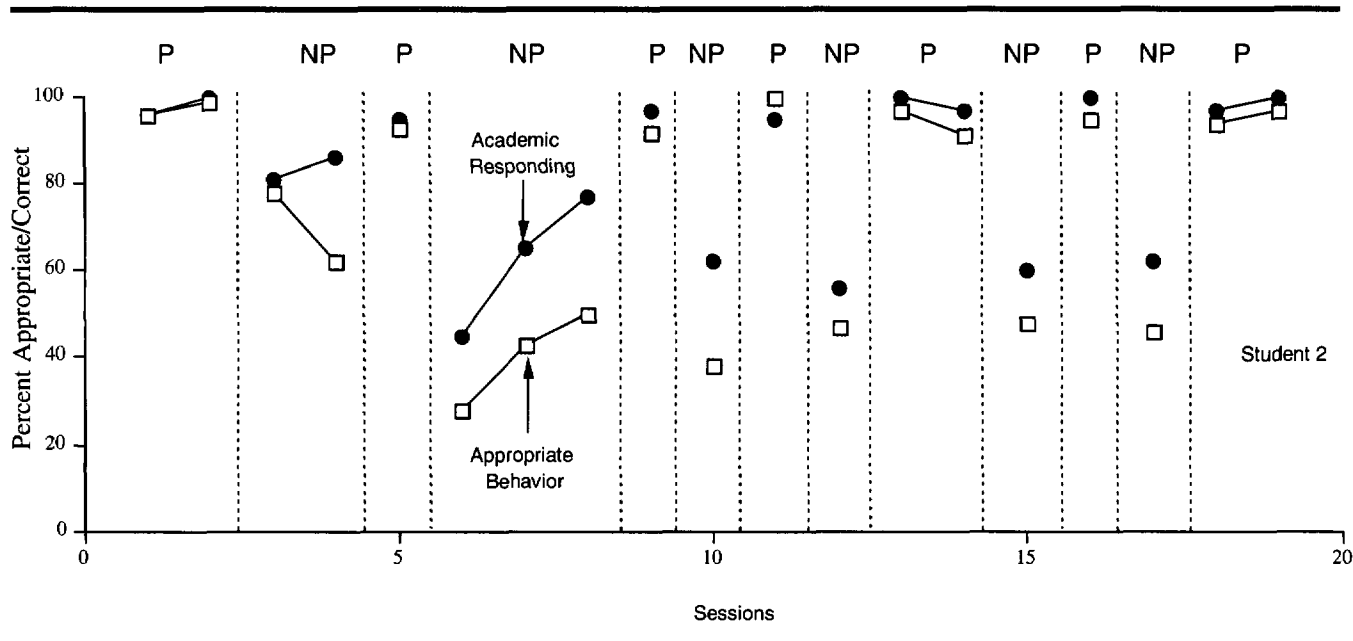 P NP P NP P NP P NP P NP P NP P
100
80
60
40
20
0
Percent Appropriate/Correct
Academic
Responding
Appropriate
Behavior
Student 2
0 5 10 15 20
Sessions